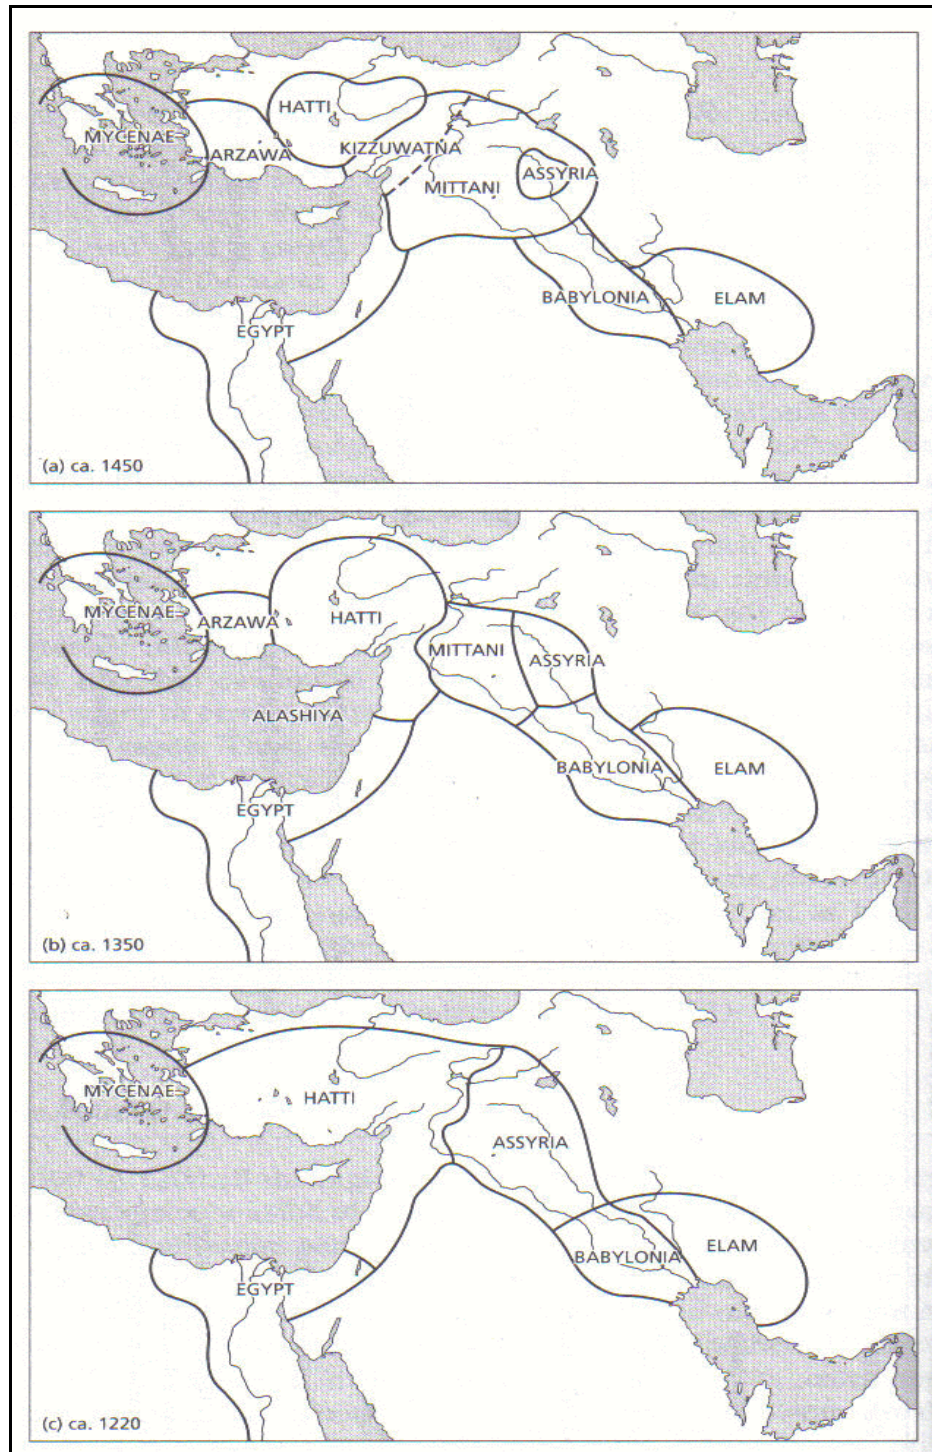 HATTI
MYCENAE
ARZAWA
KIZZUWATNA
ASSYRIA
MITTANI
BABYLONIA
ELAM
EGYPT
(a) ca. 1450
MYCENAE
ARZAWA
HATTI
MITTANI
ASSYRIA
ALASHIYA
BABYLONIA
ELAM
EGYPT
(b) ca. 1350
MYCENAE
HATTI
ASSYRIA
ELAM
BABYLONIA
EGYPT
(c) ca. 1220